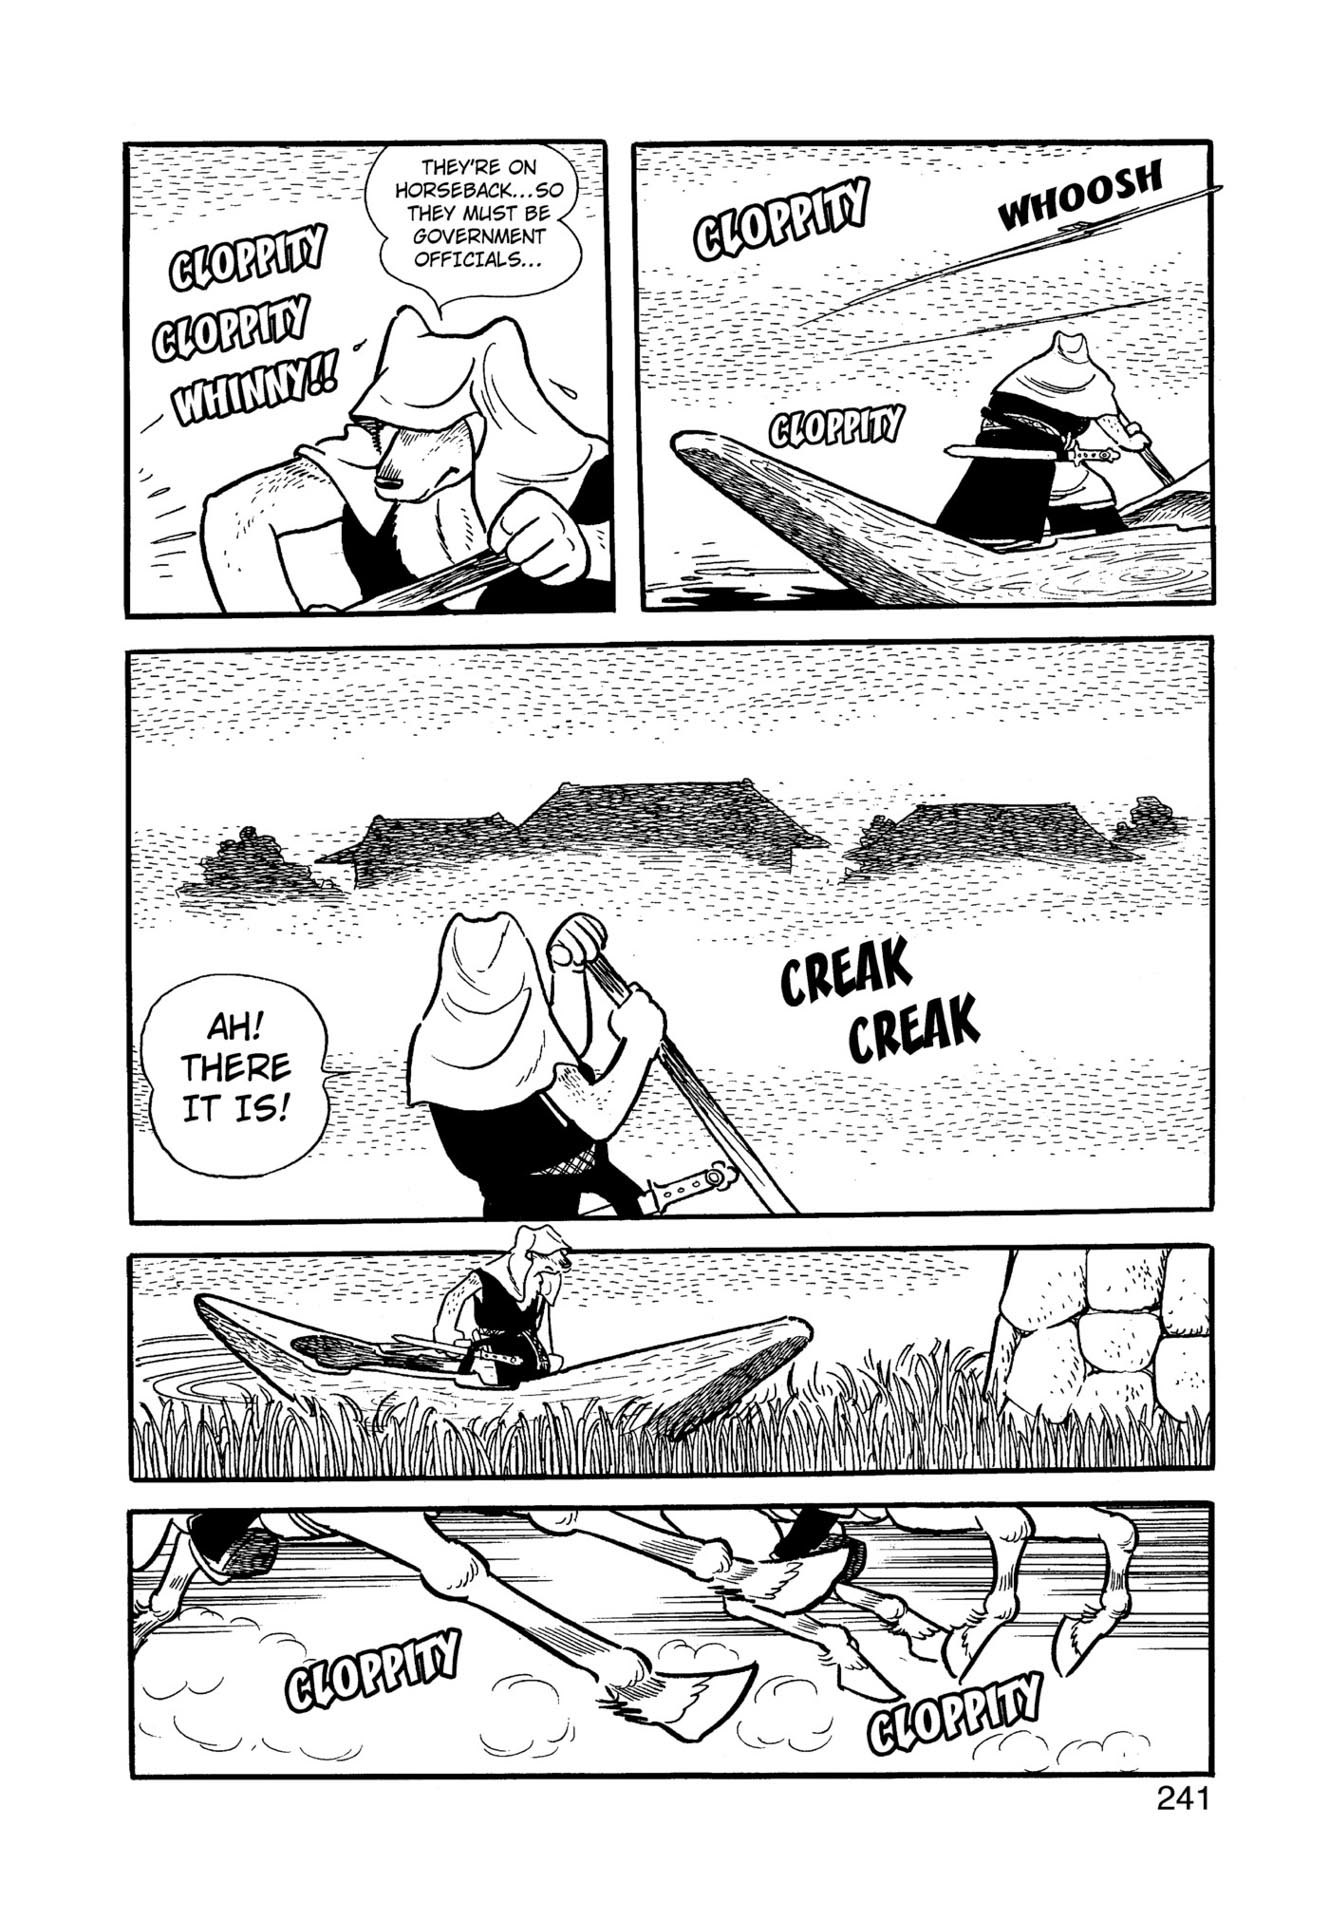 THEY'RE ON
HORSEBACK...SO
THEY MUST BE
GOVERNMENT
OFFICIALS...
CLOPPITY
CLOPPITY
WHINNY!!
CLOPPITY
WHOOSH
CLOPPITY
AH!
THERE
IT IS!
CREAK
CREAK
CLOPPITY
CLOPPITY
241